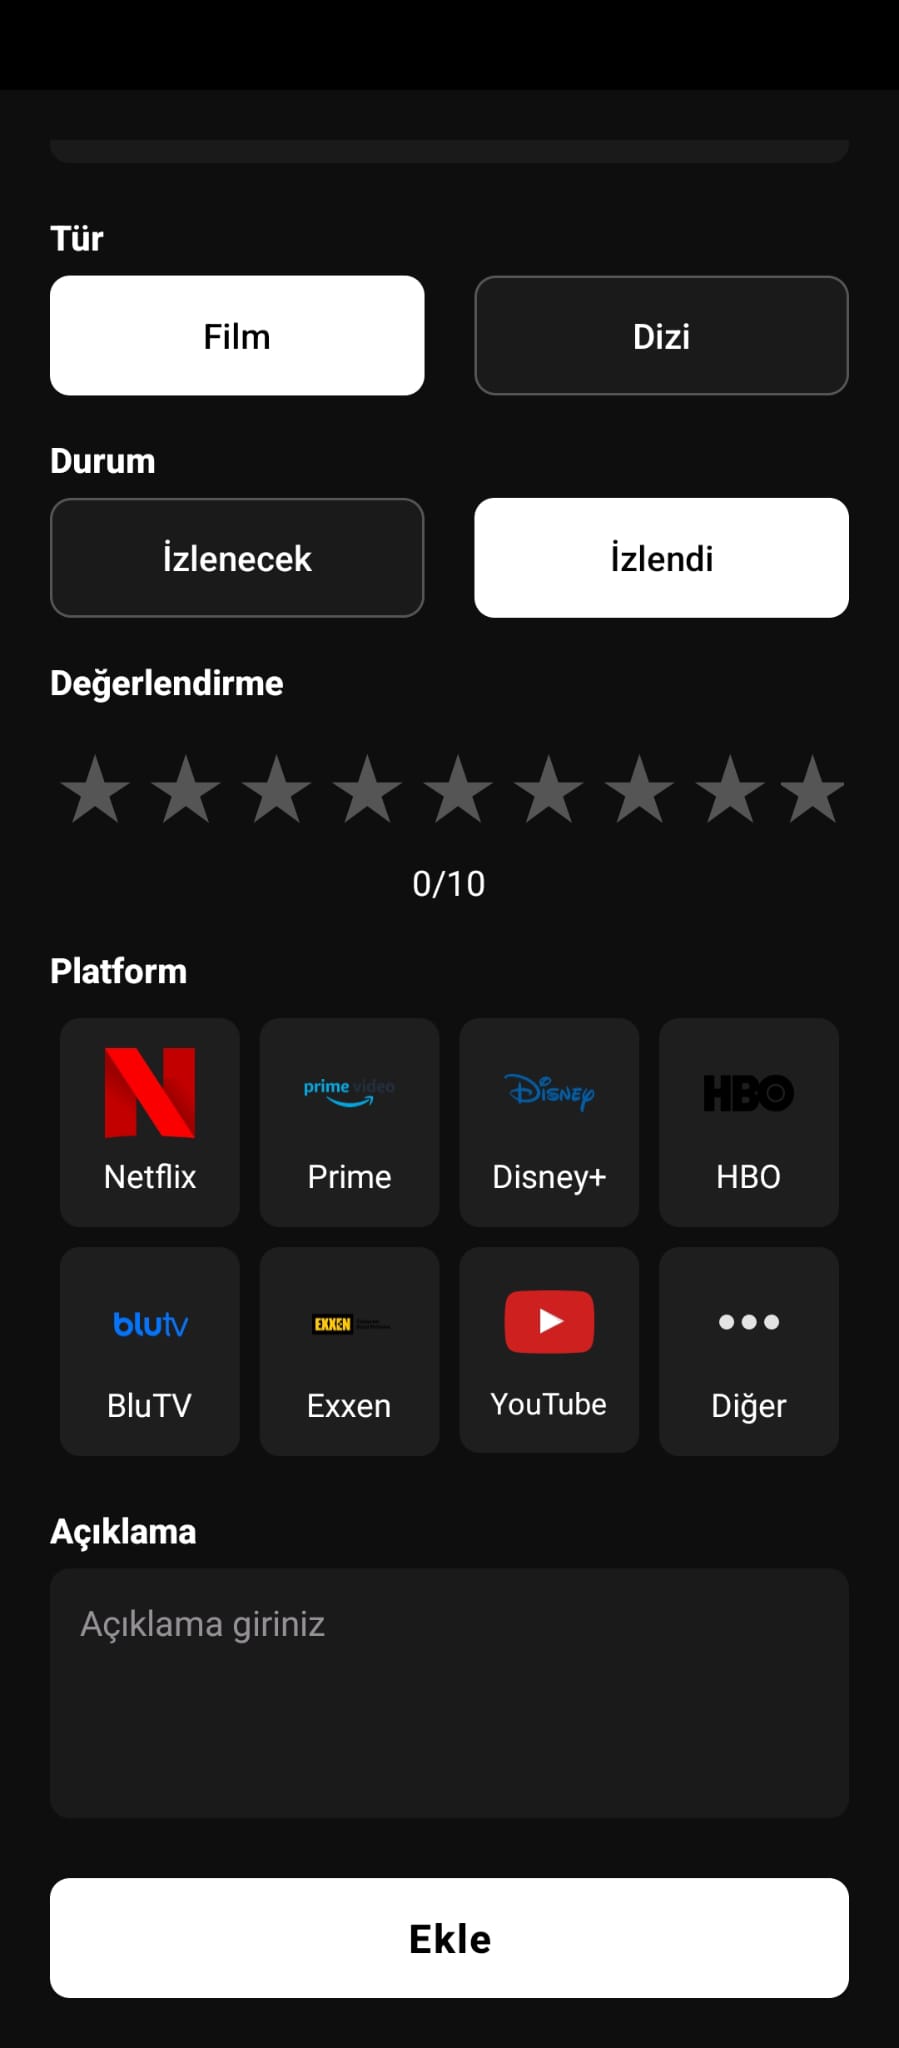 Tür
Film
Dizi
Durum
İzlenecek
İzlendi
Değerlendirme
0/10
Platform
N
prime video
Disney
HBO
Netflix
Prime
Disney+
HBO
blutv
EXXEN
BluTV
Exxen
YouTube
Diğer
Açıklama
Açıklama giriniz
Ekle